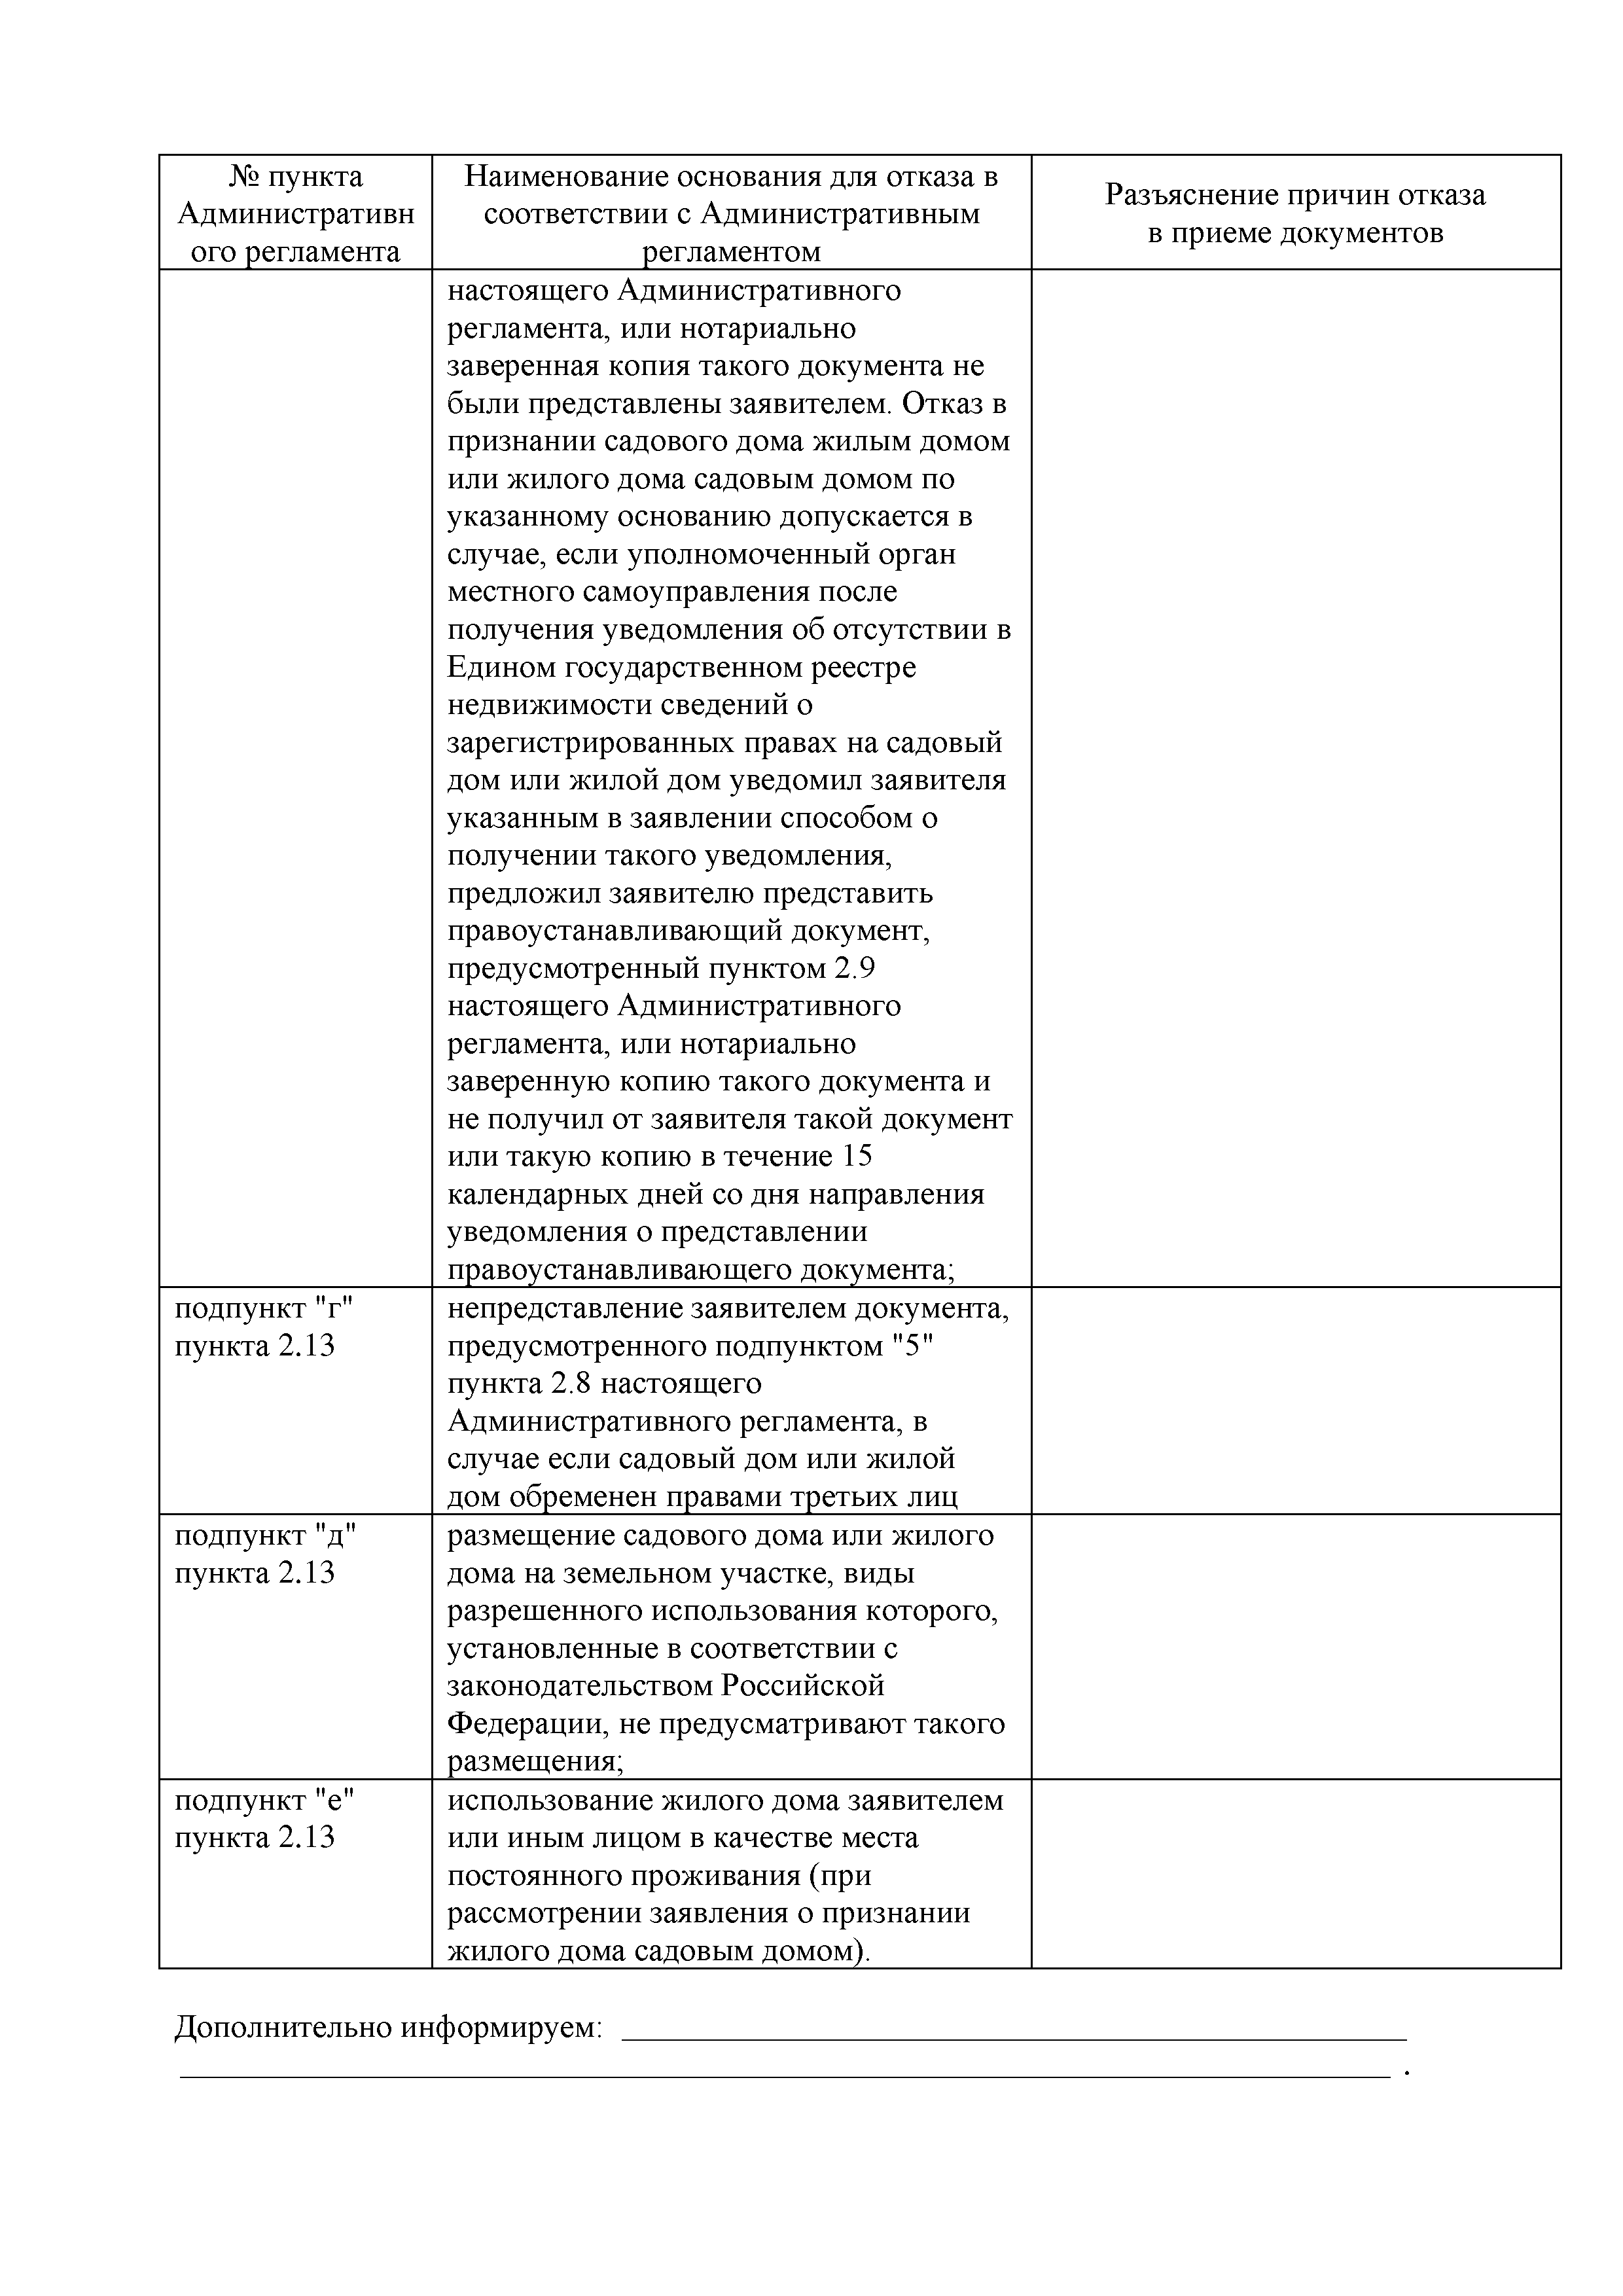 № пункта
Административн
ого регламента
Наименование основания для отказа в
соответствии с Административным
регламентом
Разъяснение причин отказа
в приеме документов
настоящего Административного
регламента, или нотариально
заверенная копия такого документа не
были представлены заявителем. Отказ в
признании садового дома жилым домом
или жилого дома садовым домом по
указанному основанию допускается в
случае, если уполномоченный орган
местного самоуправления после
получения уведомления об отсутствии в
Едином государственном реестре
недвижимости сведений о
зарегистрированных правах на садовый
дом или жилой дом уведомил заявителя
указанным в заявлении способом о
получении такого уведомления,
предложил заявителю представить
правоустанавливающий документ,
предусмотренный пунктом 2.9
настоящего Административного
регламента, или нотариально
заверенную копию такого документа и
не получил от заявителя такой документ
или такую копию в течение 15
календарных дней со дня направления
уведомления о представлении
правоустанавливающего документа;
подпункт "г"
пункта 2.13
непредставление заявителем документа,
предусмотренного подпунктом "5"
пункта 2.8 настоящего
Административного регламента, в
случае если садовый дом или жилой
дом обременен правами третьих лиц
подпункт "д"
пункта 2.13
размещение садового дома или жилого
дома на земельном участке, виды
разрешенного использования которого,
установленные в соответствии с
законодательством Российской
Федерации, не предусматривают такого
размещения;
подпункт "е"
пункта 2.13
использование жилого дома заявителем
или иным лицом в качестве места
постоянного проживания (при
рассмотрении заявления о признании
жилого дома садовым домом).
Дополнительно информируем: ____________________
____________________ .